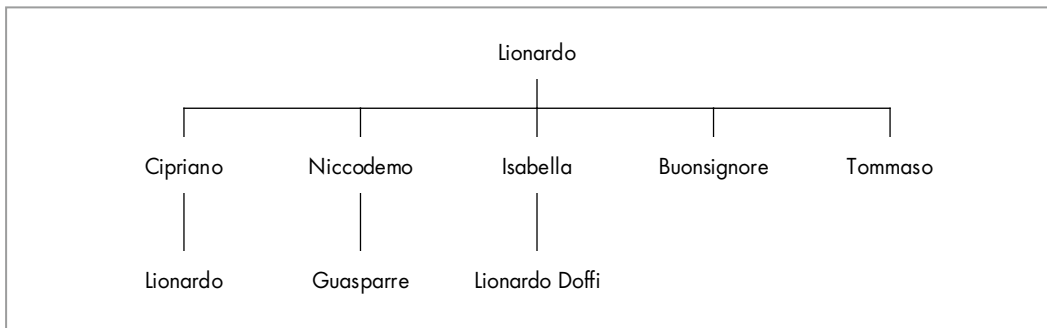 Lionardo
Cipriano Niccodemo Isabella Buonsignore Tommaso
Lionardo Guasparre Lionardo Doffi